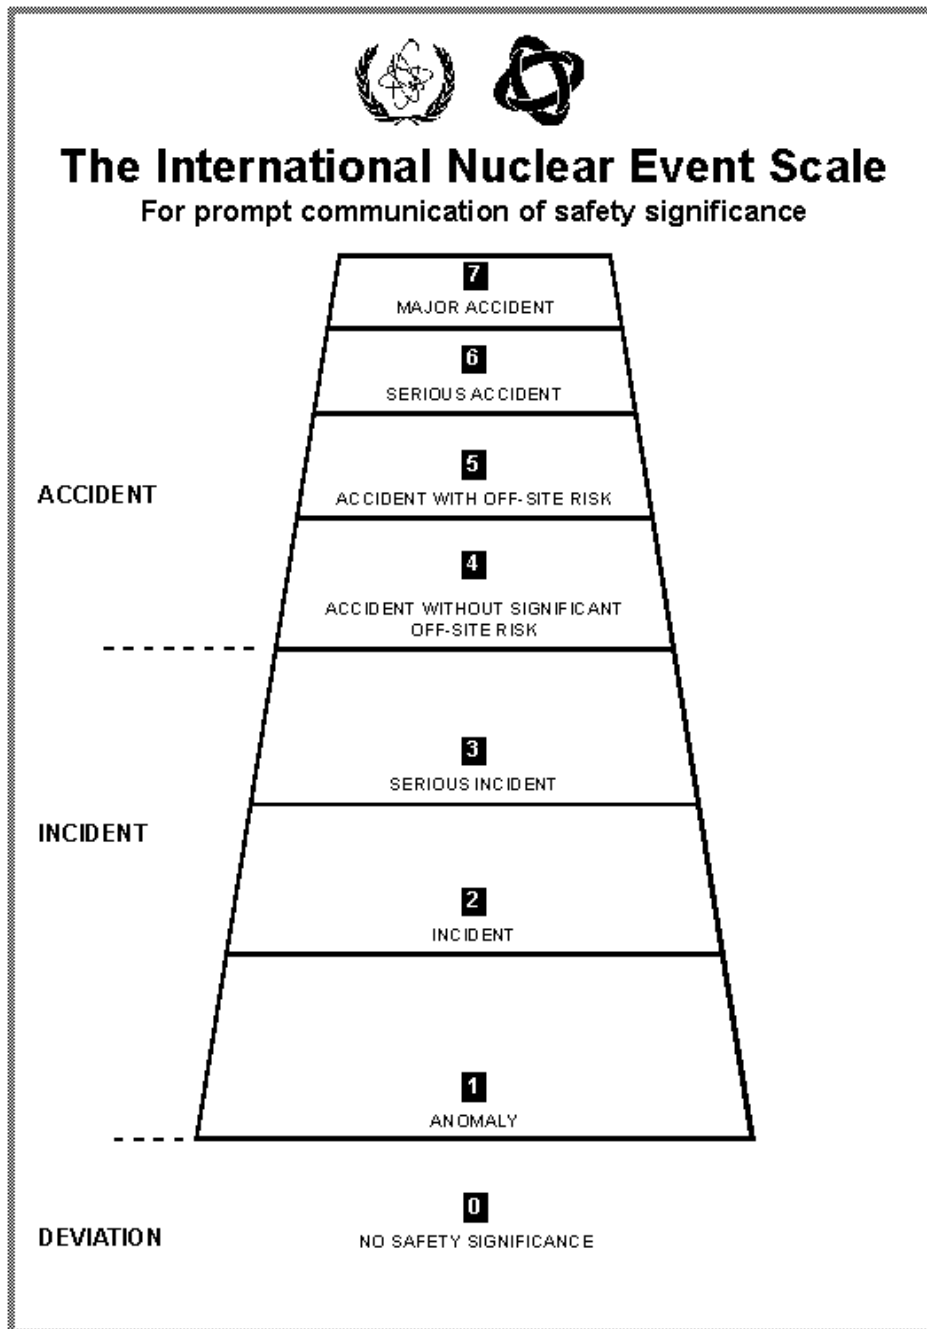 The International Nuclear Event Scale
For prompt communication of safety significance
7
MAJOR ACCIDENT
6
SERIOUS ACCIDENT
5
ACCIDENT WITH OFF-SITE RISK
ACCIDENT
4
ACCIDENT WITHOUT SIGNIFICANT
OFF-SITE RISK
3
SERIOUS INCIDENT
INCIDENT
2
INCIDENT
1
ANOMALY
0
NO SAFETY SIGNIFICANCE
DEVIATION